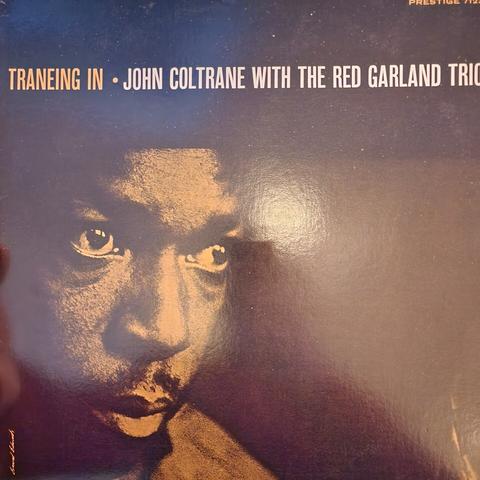 PRESTIGE
TRANEING IN • JOHN COLTRANE WITH THE RED GARLAND TRIO